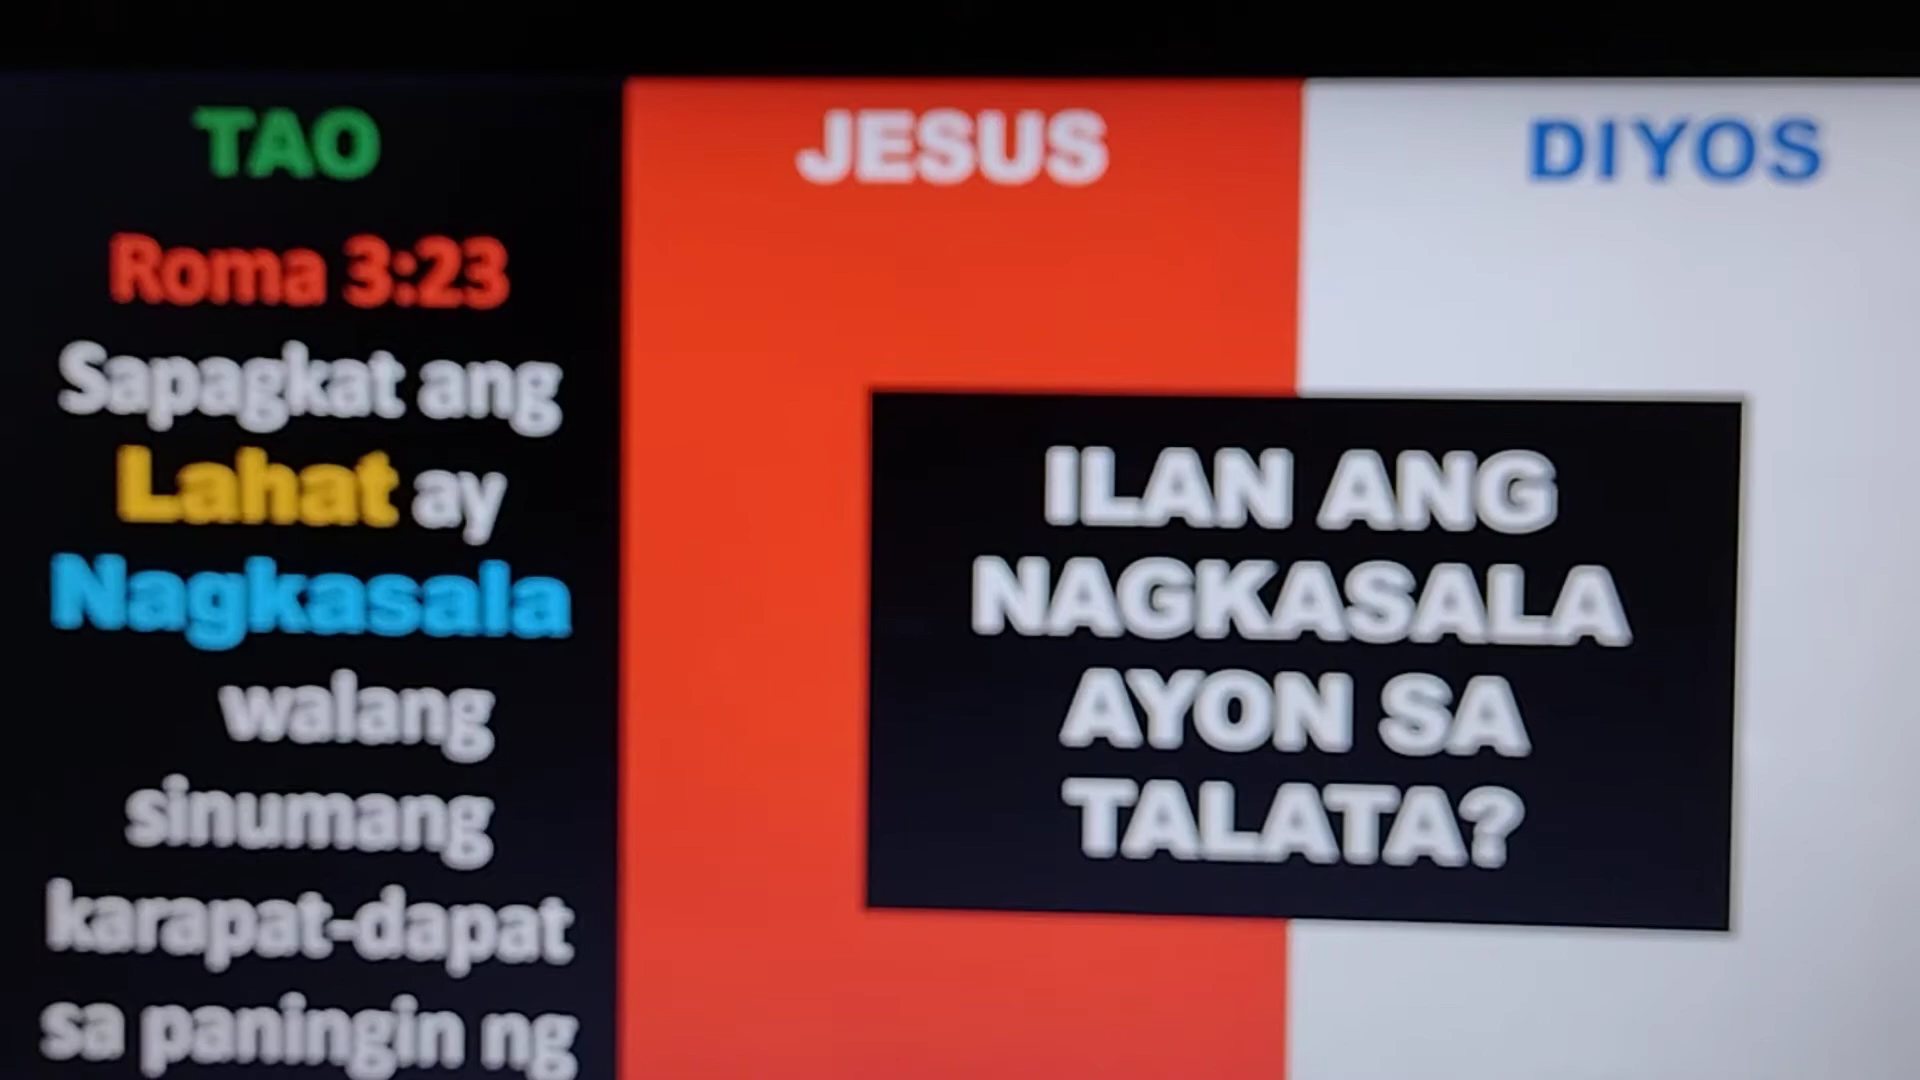 TAO
Roma 3:23
Sapagkat ang
Lahat ay
Nagkasala
walang
sinumang
karapat-dapat
sa paningin ng
JESUS
DIYOS
ILAN ANG
NAGKASALA
AYON SA
TALATA?